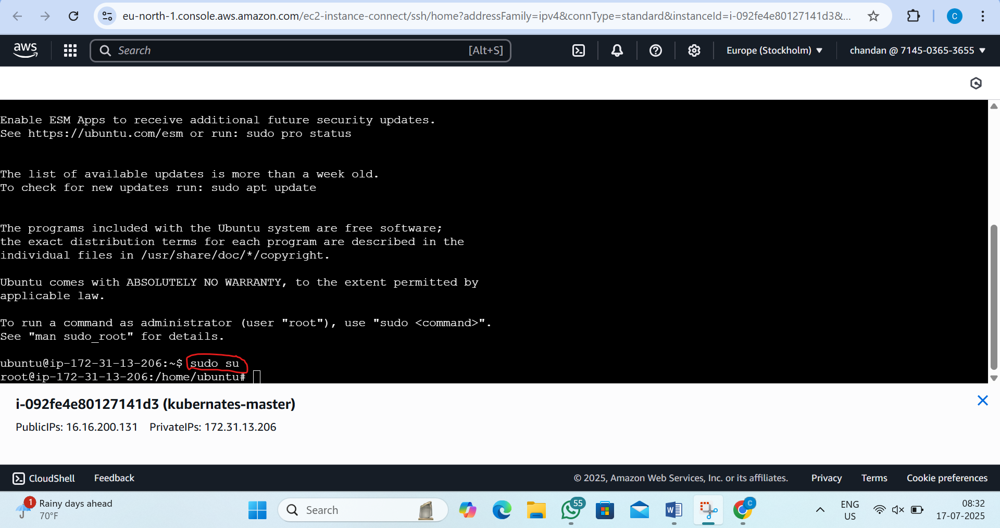 eu-north-1.console.aws.amazon.com/ec2-instance-connect/ssh/home?addressFamily=ipv4&connType=standard&instanceId=i-092fe4e80127141d3&...
C
aws
Search
[Alt+S]
Europe (Stockholm)
chandan @ 7145-0365-3655
Enable ESM Apps to receive additional future security updates.
See https://ubuntu.com/esm or run: sudo pro status
The list of available updates is more than a week old.
To check for new updates run: sudo apt update
The programs included with the Ubuntu system are free software;
the exact distribution terms for each program are described in the
individual files in /usr/share/doc/*/copyright.
Ubuntu comes with ABSOLUTELY NO WARRANTY, to the extent permitted by
applicable law.
To run a command as administrator (user "root"), use "sudo <command>".
See "man sudo_root" for details.
ubuntu@ip-172-31-13-206:~$ sudo su
root@ip-172-31-13-206:/home/ubuntu#
i-092fe4e80127141d3 (kubernates-master)
PublicIPs: 16.16.200.131 PrivateIPs: 172.31.13.206
CloudShell Feedback © 2025, Amazon Web Services, Inc. or its affiliates. Privacy Terms Cookie preferences
1
Rainy days ahead
70°F
Search
55
W
C
ENG
US
08:32
17-07-2025